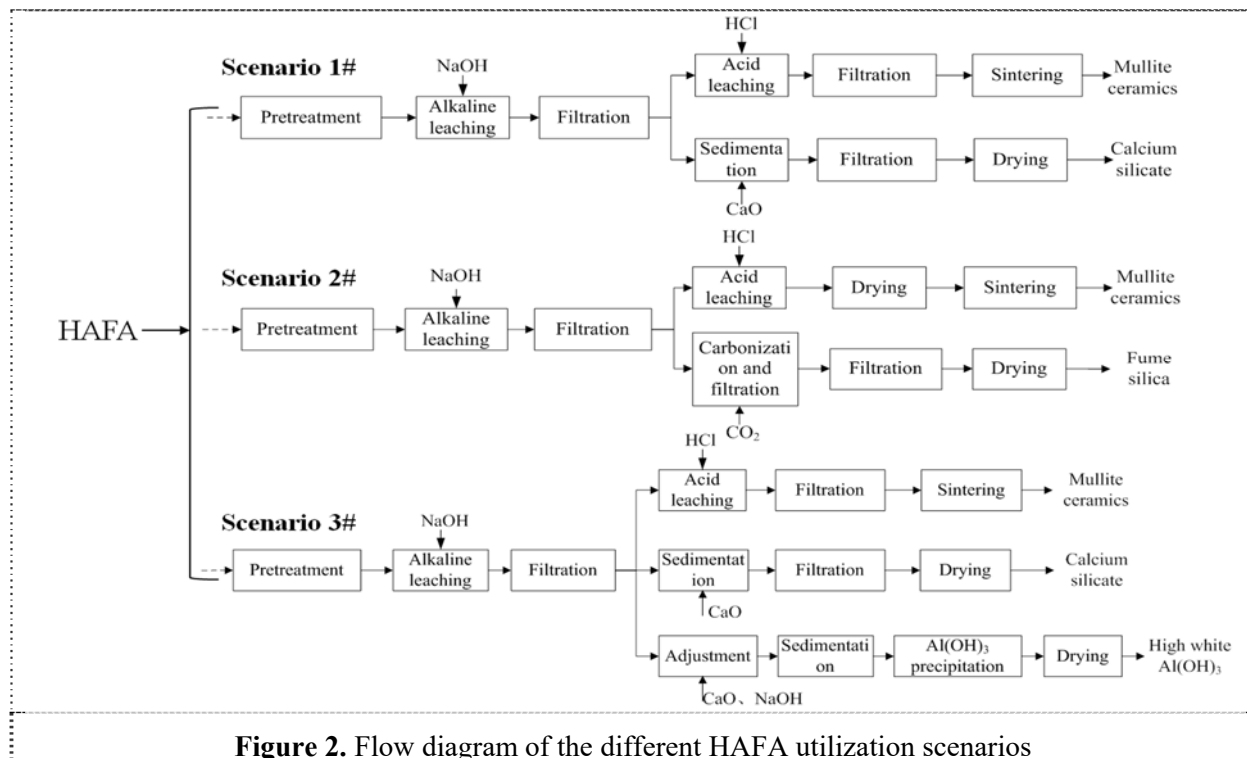 HCl
Scenario 1#
NaOH
Acid
leaching
Filtration
Sintering
Mullite
ceramics
Pretreatment
Alkaline
leaching
Filtration
Sedimenta
tion
Filtration
Drying
Calcium
silicate
CaO
HCl
Scenario 2#
NaOH
Acid
leaching
Drying
Sintering
Mullite
ceramics
HAFA
Pretreatment
Alkaline
leaching
Filtration
Carbonizati
on and
filtration
Filtration
Drying
Fume
silica
CO₂
HCl
Scenario 3#
NaOH
Acid
leaching
Filtration
Sintering
Mullite
ceramics
Pretreatment
Alkaline
leaching
Filtration
Sedimentat
ion
Filtration
Drying
Calcium
silicate
CaO
Adjustment
Sedimentati
on
Al(OH)₃
precipitation
Drying
High white
Al(OH)₃
CaO、NaOH
Figure 2. Flow diagram of the different HAFA utilization scenarios